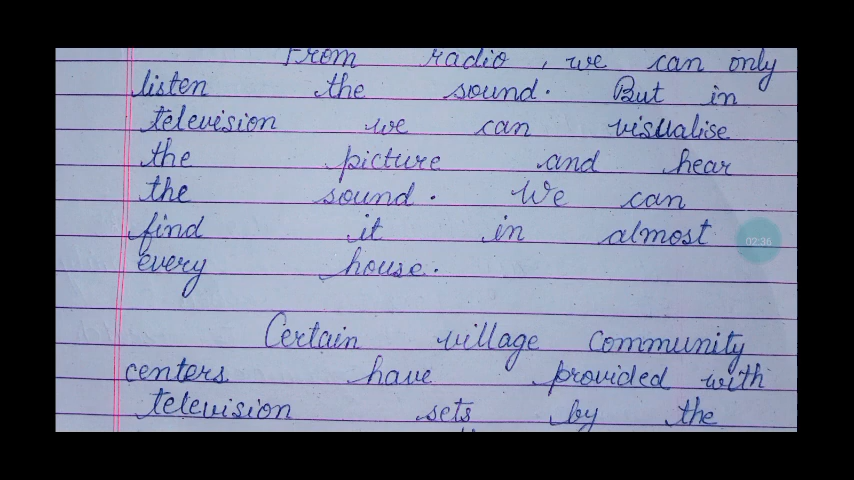 From radio, we can only
listen the sound. But in
television we can visualise
the picture and hear
the sound. We can
find it in almost
every house.
02:36
Certain village community
centers have provided with
television sets by the